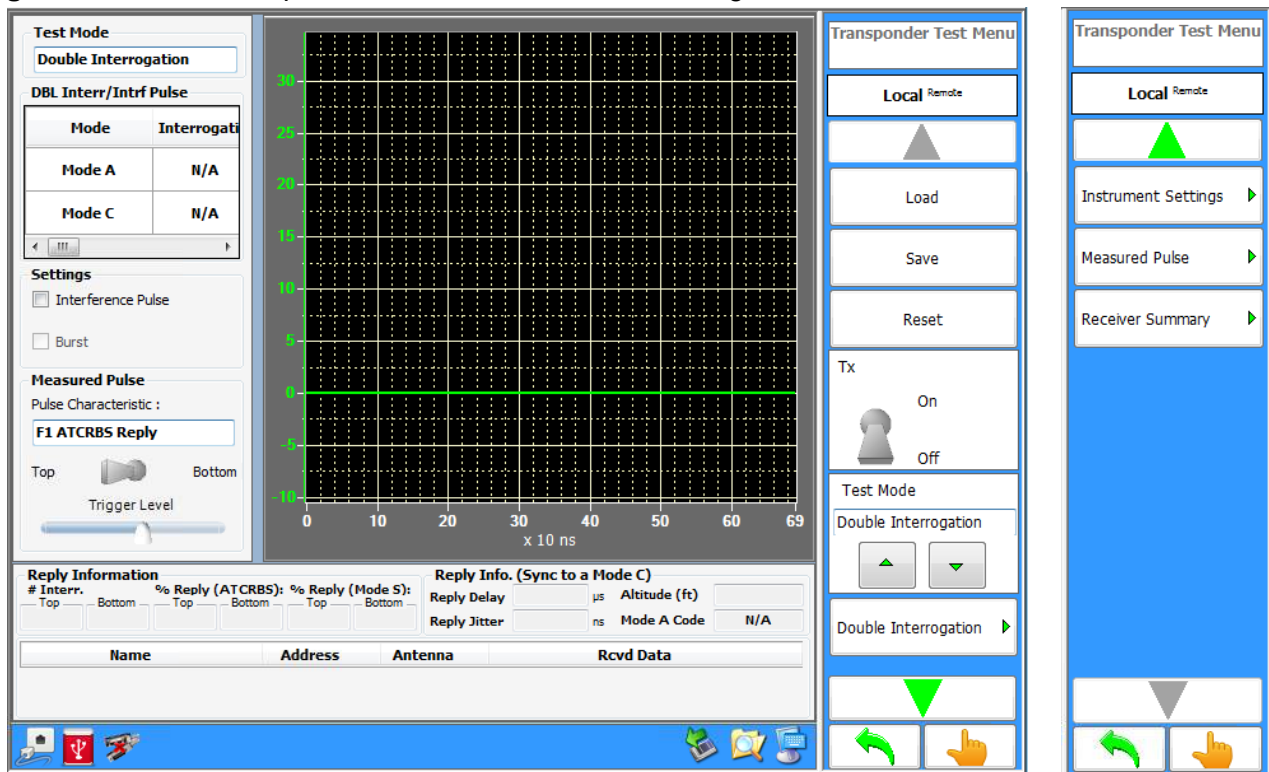 Test Mode
Double Interrogation
DBL Interr/Intrf Pulse
Mode Interrogati
Mode A N/A
Mode C N/A
Settings
Interference Pulse
Burst
Measured Pulse
Pulse Characteristic :
F1 ATCRBS Reply
Top Bottom
Trigger Level
30
25
20
15
10
5
0
-5
-10
0 10 20 30 40 50 60 69
x 10 ns
Reply Information
# Interr. % Reply (ATCRBS): % Reply (Mode S):
Top Bottom Top Bottom Top Bottom
Reply Info. (Sync to a Mode C)
Reply Delay µs Altitude (ft)
Reply Jitter ns Mode A Code N/A
Name Address Antenna Rcvd Data
Transponder Test Menu
Local Remote
Load
Save
Reset
Tx
On
Off
Test Mode
Double Interrogation
Double Interrogation
Transponder Test Menu
Local Remote
Instrument Settings
Measured Pulse
Receiver Summary